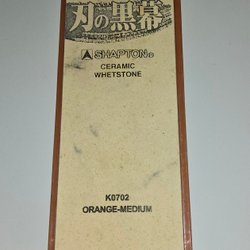 刃の黒幕
SHAPTON®
CERAMIC
WHETSTONE
K0702
ORANGE-MEDIUM